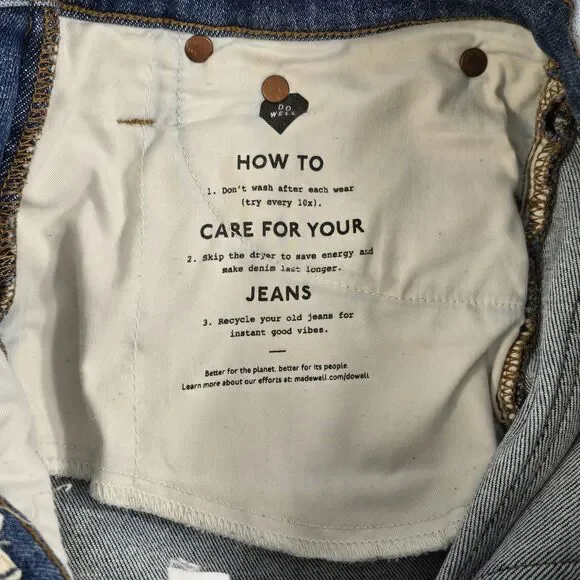 DO
WELL
HOW TO
1. Don't wash after each wear
(try every 10x).
CARE FOR YOUR
2. Skip the dryer to save energy and
make denim last longer.
JEANS
3. Recycle your old jeans for
instant good vibes.
—
Better for the planet, better for its people.
Learn more about our efforts at: madewell.com/dowell